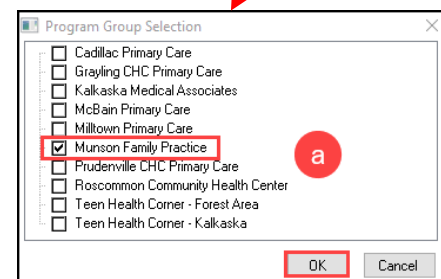 Program Group Selection
Cadillac Primary Care
Grayling CHC Primary Care
Kalkaska Medical Associates
McBain Primary Care
Milltown Primary Care
Munson Family Practice
a
Prudenville CHC Primary Care
Roscommon Community Health Center
Teen Health Corner - Forest Area
Teen Health Corner - Kalkaska
OK Cancel